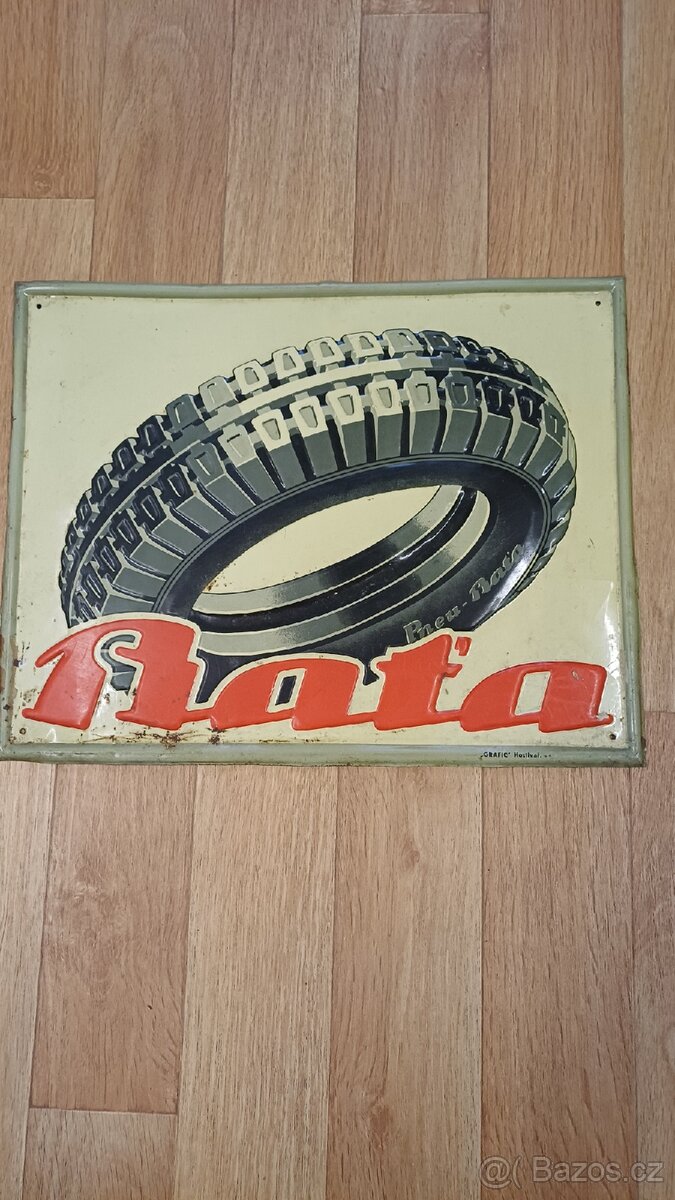 Pneu-Bata
Baťa
„GRAFIC" Hostivař
@( Bazos.cz